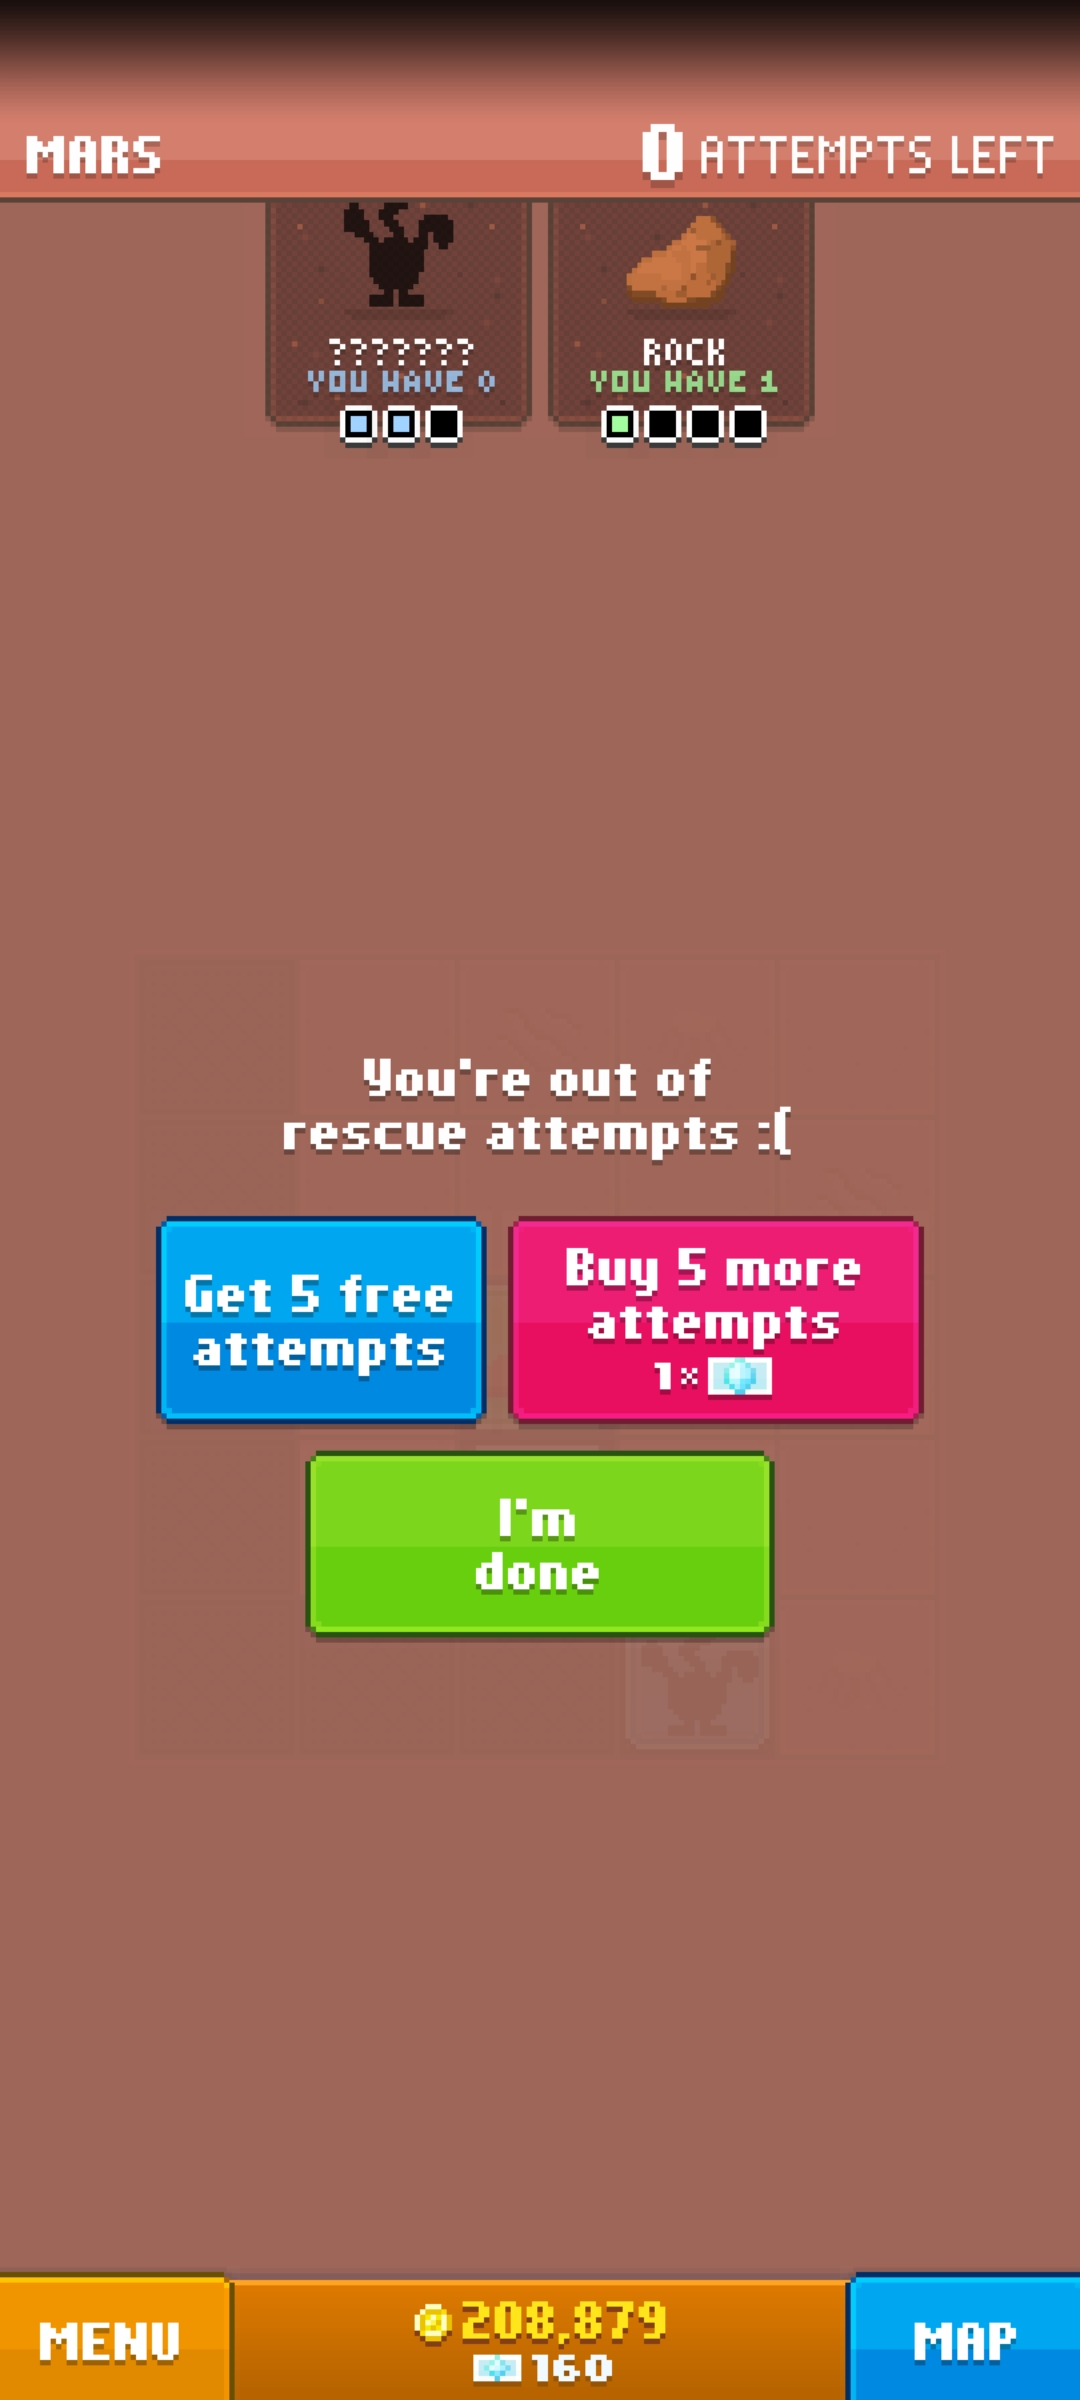 MARS
0 ATTEMPTS LEFT
???????
YOU HAVE 0
ROCK
YOU HAVE 1
You're out of
rescue attempts :(
Get 5 free
attempts
Buy 5 more
attempts
1×
I'm
done
MENU
208,879
160
MAP